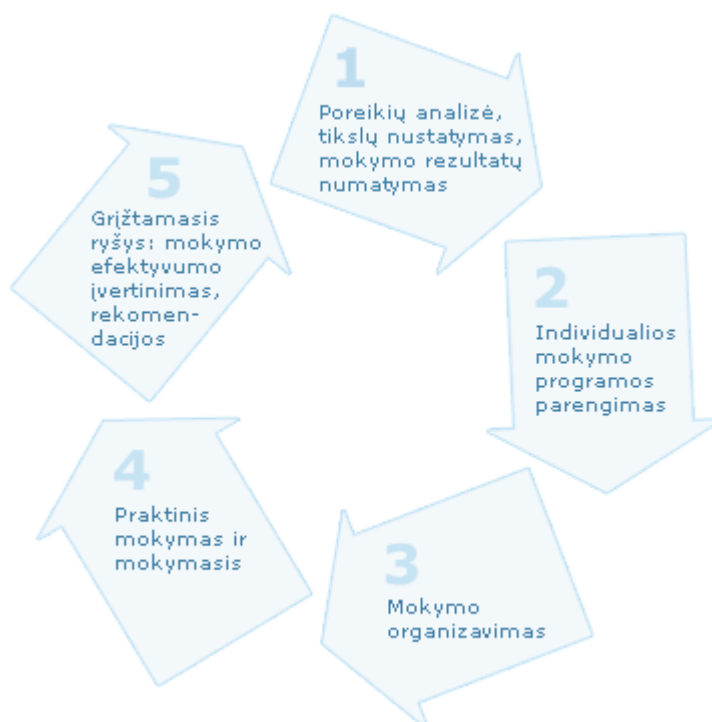 1
Poreikių analizė,
tikslų nustatymas,
mokymo rezultatų
numatymas
2
Individualios
mokymo
programos
parengimas
3
Mokymo
organizavimas
4
Praktinis
mokymas ir
mokymasis
5
Grįžtamasis
ryšys: mokymo
efektyvumo
įvertinimas,
rekomen-
dacijos